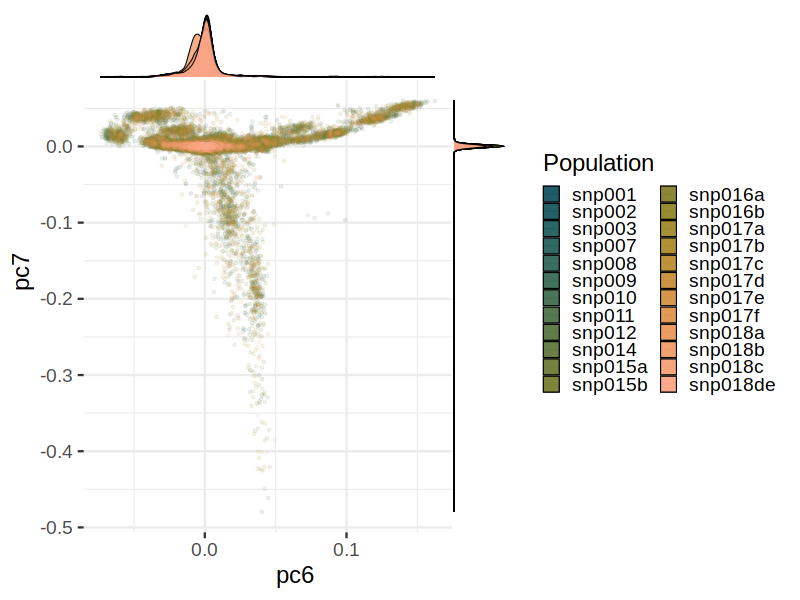 Population
snp001 snp016a
snp002 snp016b
snp003 snp017a
snp007 snp017b
snp008 snp017c
snp009 snp017d
snp010 snp017e
snp011 snp017f
snp012 snp018a
snp014 snp018b
snp015a snp018c
snp015b snp018de
pc7
0.0
-0.1
-0.2
-0.3
-0.4
-0.5
0.0 0.1
pc6